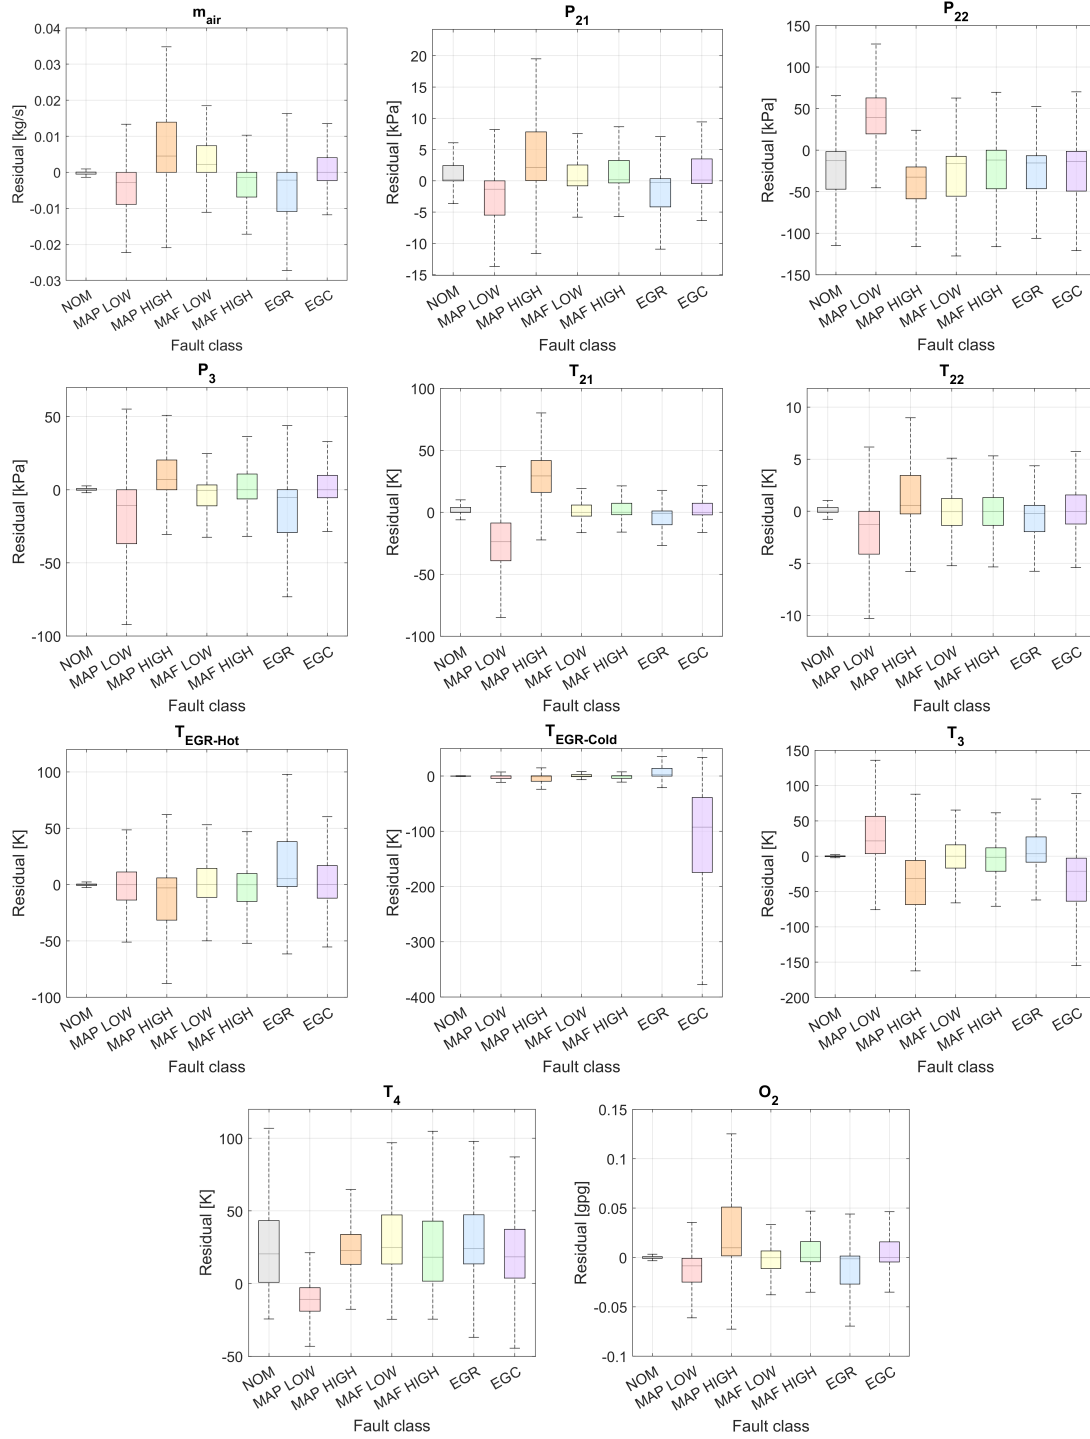 m_air
Residual [kg/s]
0.04
0.03
0.02
0.01
0
-0.01
-0.02
-0.03
NOM
MAP LOW
MAP HIGH
MAF LOW
MAF HIGH
EGR
EGC
Fault class
P_21
Residual [kPa]
20
15
10
5
0
-5
-10
-15
NOM
MAP LOW
MAP HIGH
MAF LOW
MAF HIGH
EGR
EGC
Fault class
P_22
Residual [kPa]
150
100
50
0
-50
-100
-150
NOM
MAP LOW
MAP HIGH
MAF LOW
MAF HIGH
EGR
EGC
Fault class
P_3
Residual [kPa]
50
0
-50
-100
NOM
MAP LOW
MAP HIGH
MAF LOW
MAF HIGH
EGR
EGC
Fault class
T_21
Residual [K]
100
50
0
-50
-100
NOM
MAP LOW
MAP HIGH
MAF LOW
MAF HIGH
EGR
EGC
Fault class
T_22
Residual [K]
10
5
0
-5
-10
NOM
MAP LOW
MAP HIGH
MAF LOW
MAF HIGH
EGR
EGC
Fault class
T_EGR-Hot
Residual [K]
100
50
0
-50
-100
NOM
MAP LOW
MAP HIGH
MAF LOW
MAF HIGH
EGR
EGC
Fault class
T_EGR-Cold
Residual [K]
0
-100
-200
-300
-400
NOM
MAP LOW
MAP HIGH
MAF LOW
MAF HIGH
EGR
EGC
Fault class
T_3
Residual [K]
150
100
50
0
-50
-100
-150
-200
NOM
MAP LOW
MAP HIGH
MAF LOW
MAF HIGH
EGR
EGC
Fault class
T_4
Residual [K]
100
50
0
-50
NOM
MAP LOW
MAP HIGH
MAF LOW
MAF HIGH
EGR
EGC
Fault class
O_2
Residual [gpg]
0.15
0.1
0.05
0
-0.05
-0.1
NOM
MAP LOW
MAP HIGH
MAF LOW
MAF HIGH
EGR
EGC
Fault class